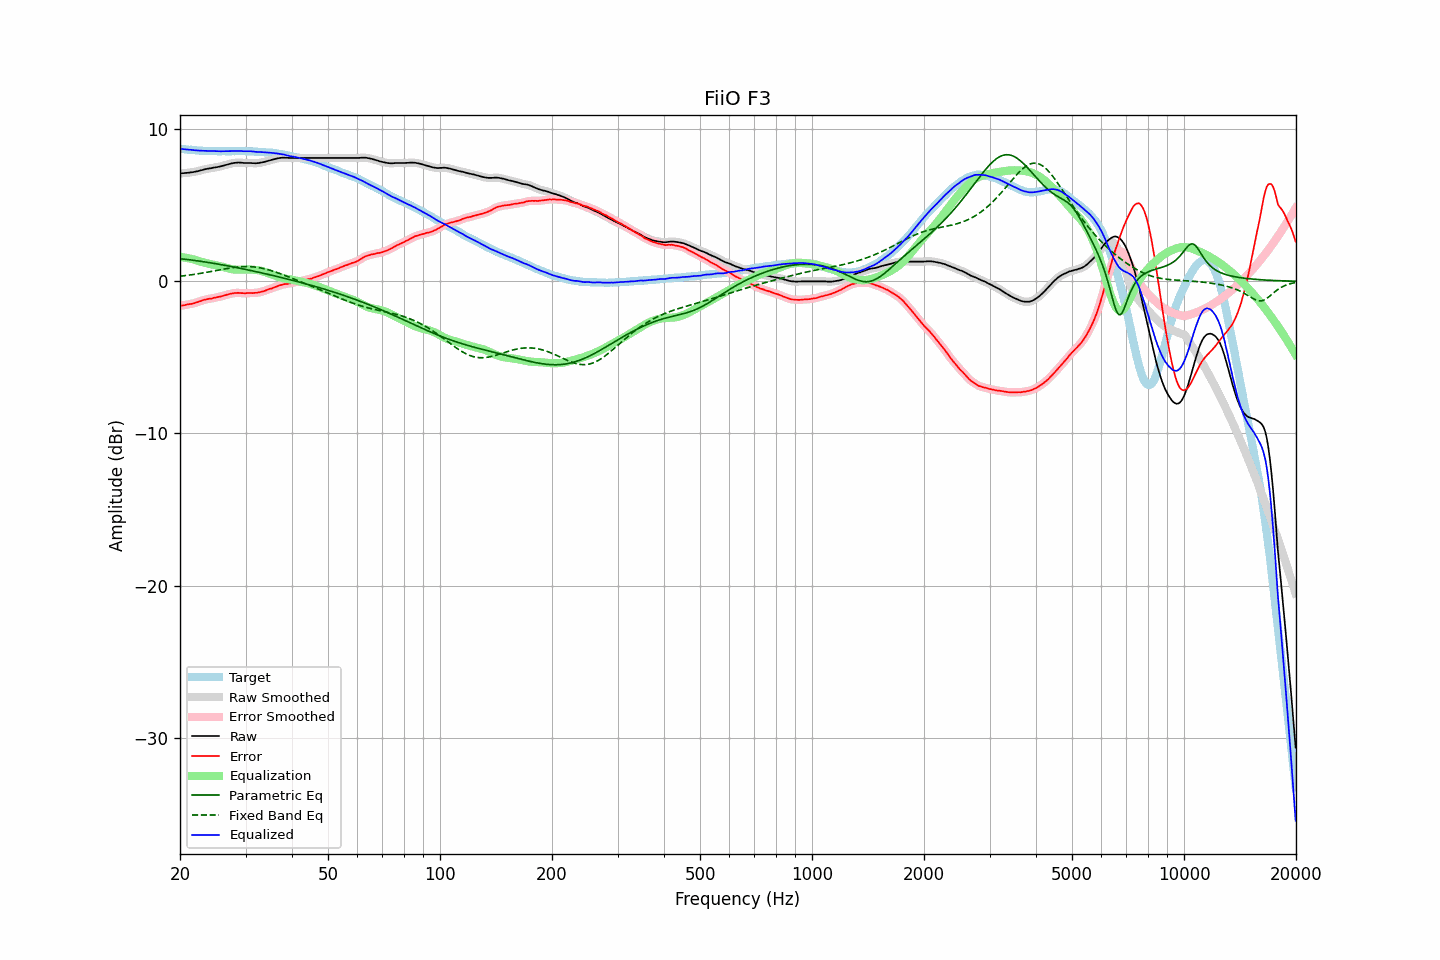 FiiO F3
Amplitude (dBr)
10
0
−10
−20
−30
Target
Raw Smoothed
Error Smoothed
Raw
Error
Equalization
Parametric Eq
Fixed Band Eq
Equalized
20 50 100 200 500 1000 2000 5000 10000 20000
Frequency (Hz)